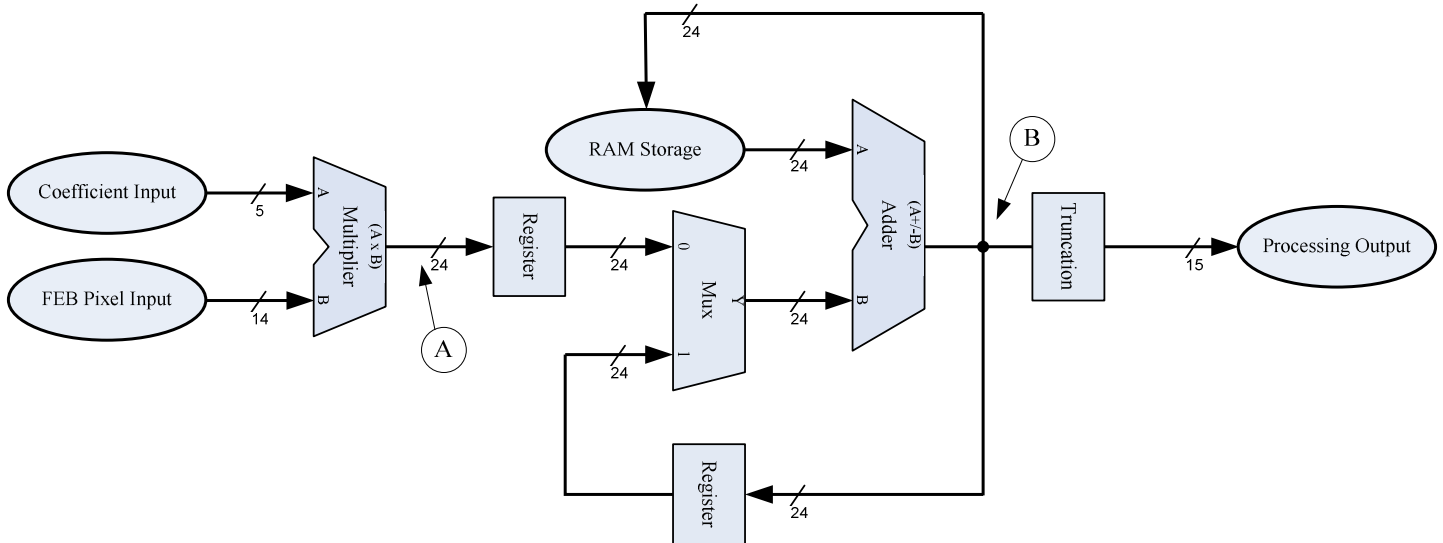 24
RAM Storage
24
A
B
Coefficient Input
5
A
Multiplier
(A x B)
24
Register
24
0
Mux
Y
24
Adder
(A+/-B)
Truncation
15
Processing Output
FEB Pixel Input
14
B
B
A
24
1
Register
24